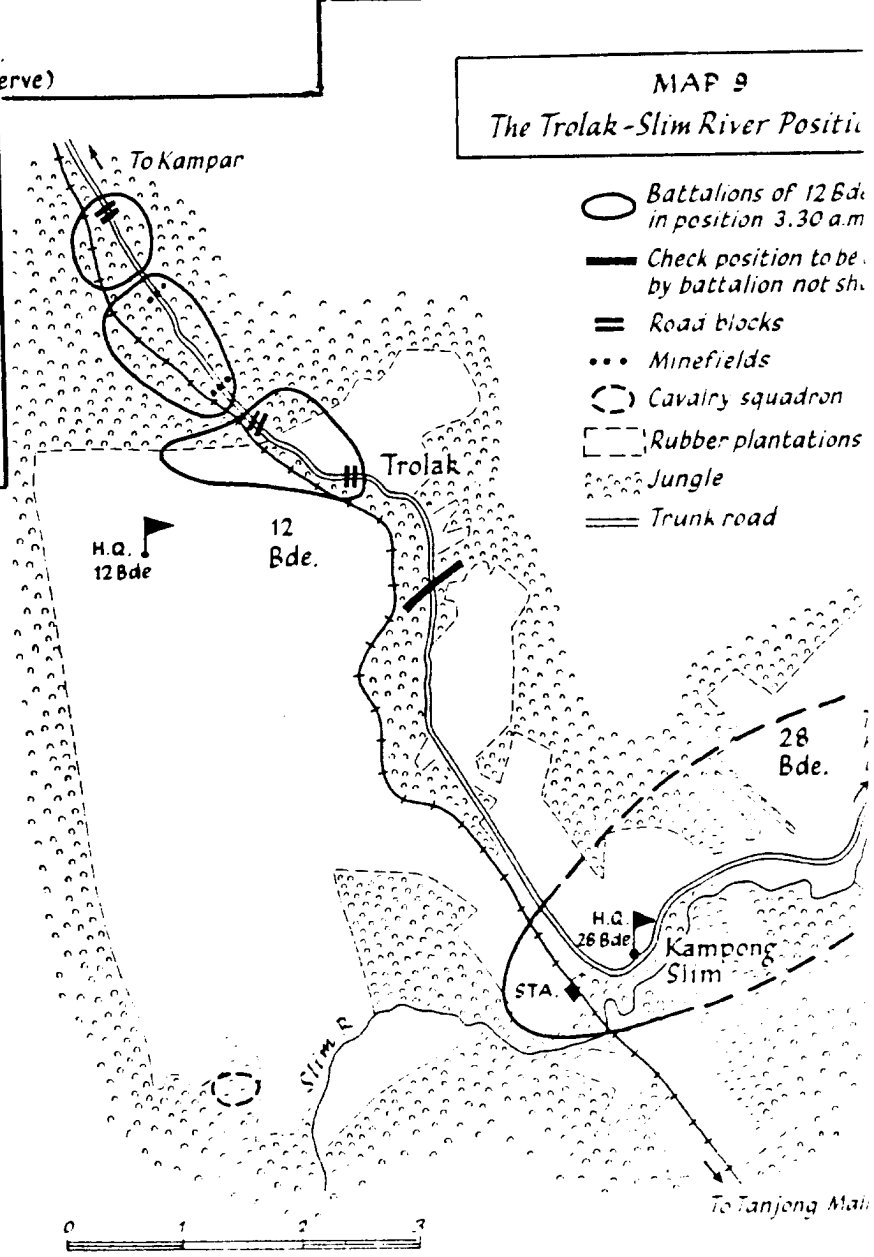 erve)
MAP 9
The Trolak-Slim River Positio
To Kampar
Battalions of 12 Bde
in position 3.30 a.m
Check position to be
by battalion not sh
Road blocks
Minefields
Cavalry squadron
Rubber plantations
Jungle
Trunk road
Trolak
H.Q.
12 Bde
12
Bde.
28
Bde.
H.Q.
28 Bde
Kampong
Slim
STA.
Slim R
To Tanjong Mal
0 1 2 3